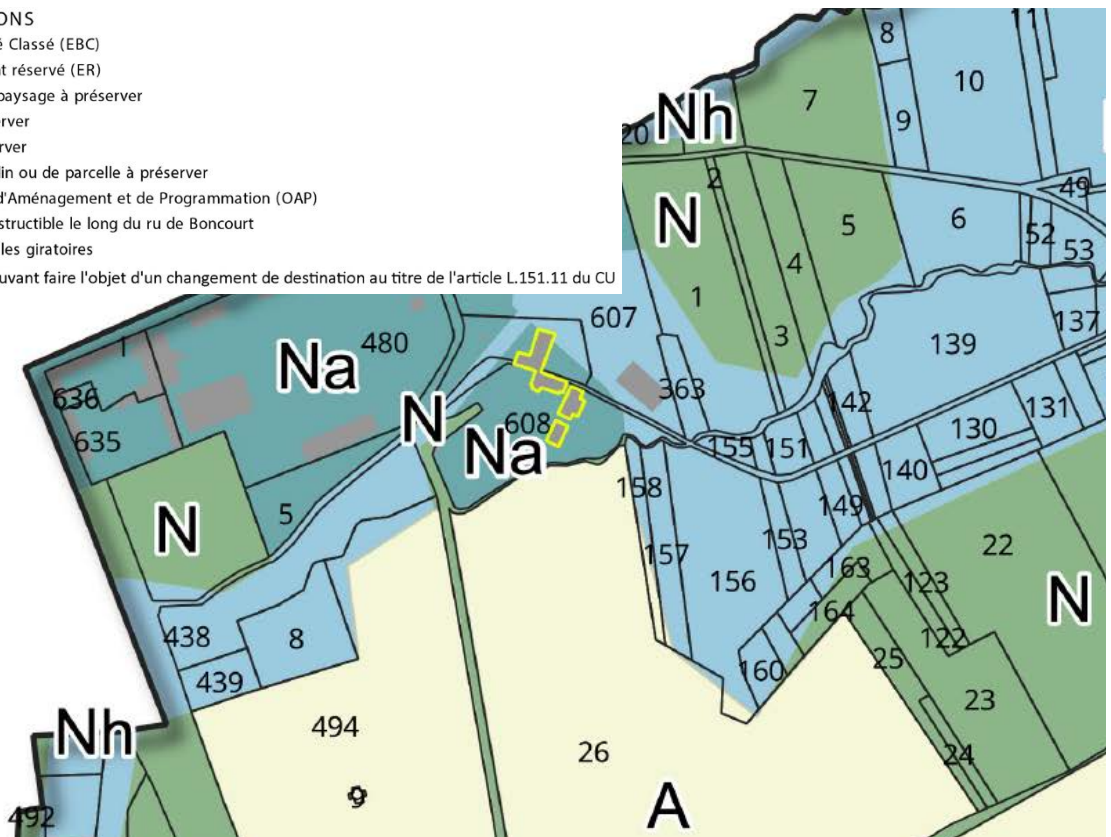 ONS
é Classé (EBC)
t réservé (ER)
paysage à préserver
erver
rver
lin ou de parcelle à préserver
d'Aménagement et de Programmation (OAP)
structible le long du ru de Boncourt
les giratoires
uvant faire l'objet d'un changement de destination au titre de l'article L.151.11 du CU
8
11
10
7
9
20
Nh
2
49
N
5
6
52
53
4
1
607
3
137
139
1
480
Na
636
363
142
131
N
608
635
Na
130
155
151
140
158
149
5
N
157
153
22
156
163
123
N
164
438
8
122
439
160
25
23
Nh
494
26
24
9
A
492